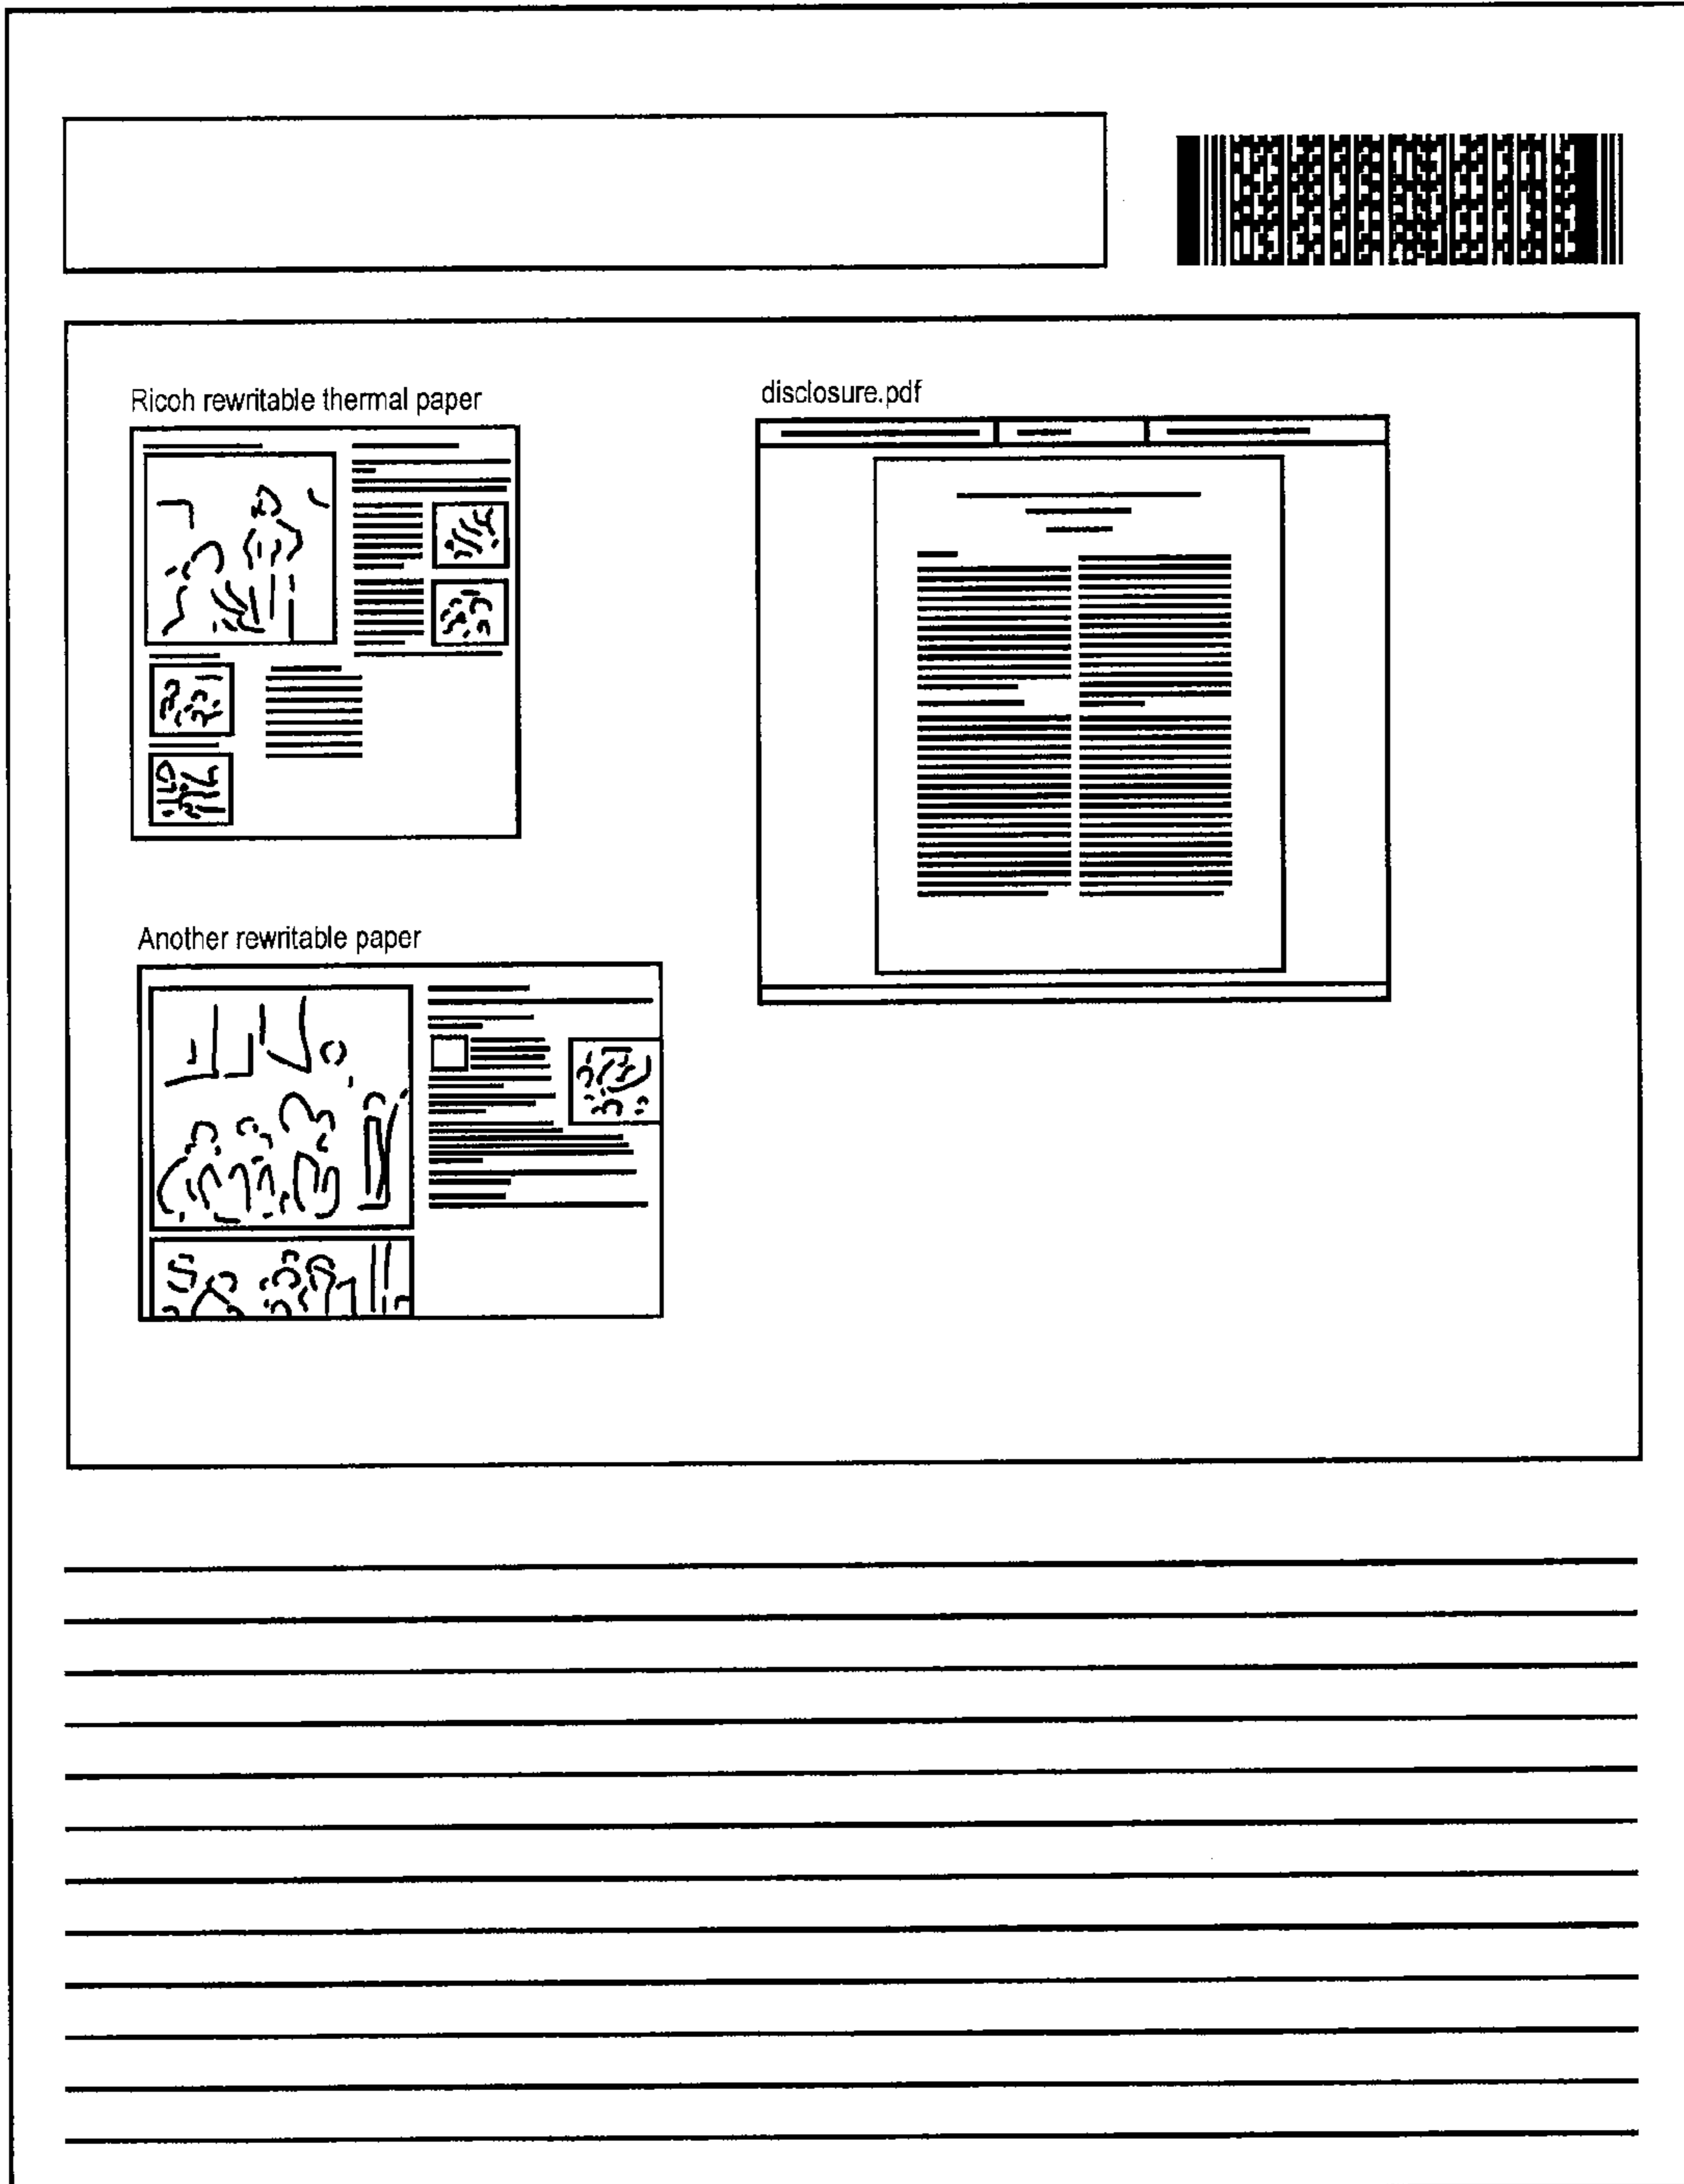 Ricoh rewritable thermal paper
disclosure.pdf
Another rewritable paper